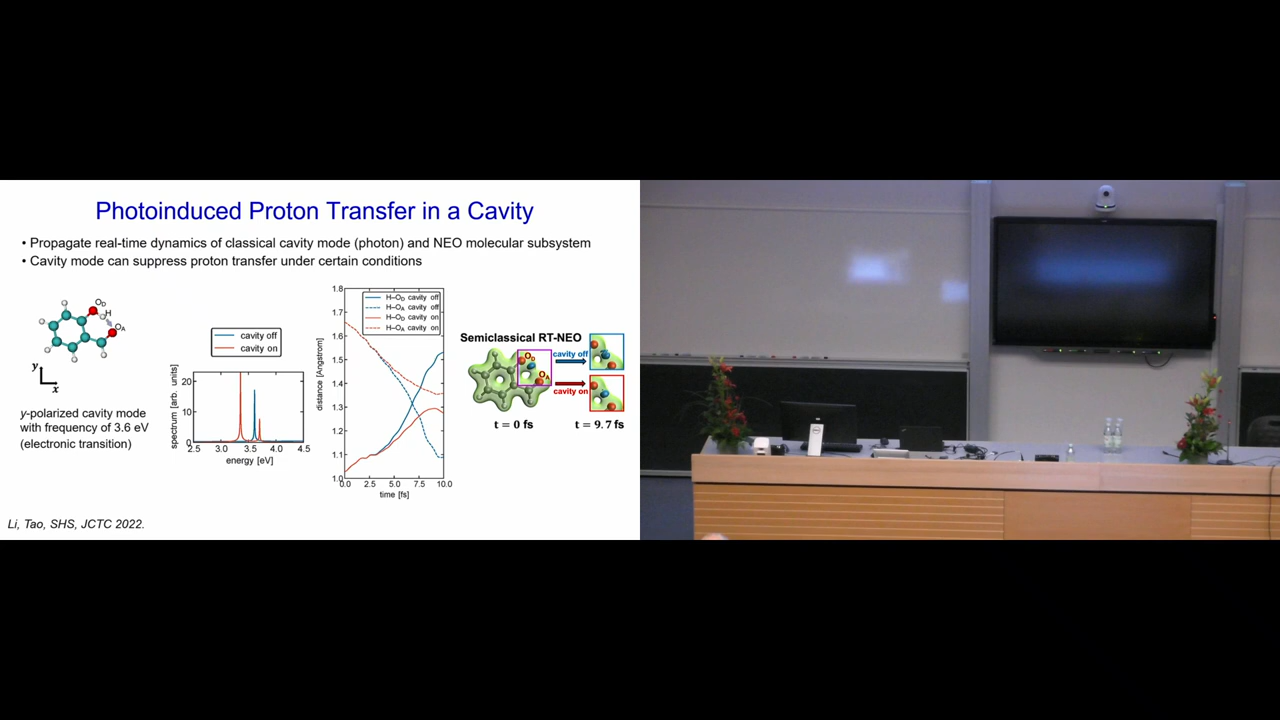 Photoinduced Proton Transfer in a Cavity
• Propagate real-time dynamics of classical cavity mode (photon) and NEO molecular subsystem
• Cavity mode can suppress proton transfer under certain conditions
O_D
H
O_A
y
x
y-polarized cavity mode
with frequency of 3.6 eV
(electronic transition)
cavity off
cavity on
spectrum [arb. units]
20
10
0
2.5 3.0 3.5 4.0 4.5
energy [eV]
H–O_D cavity off
H–O_A cavity off
H–O_D cavity on
H–O_A cavity on
distance [Angstrom]
1.8
1.7
1.6
1.5
1.4
1.3
1.2
1.1
1.0
0.0 2.5 5.0 7.5 10.0
time [fs]
Semiclassical RT-NEO
O_D
O_A
cavity off
cavity on
t = 0 fs
t = 9.7 fs
Li, Tao, SHS, JCTC 2022.